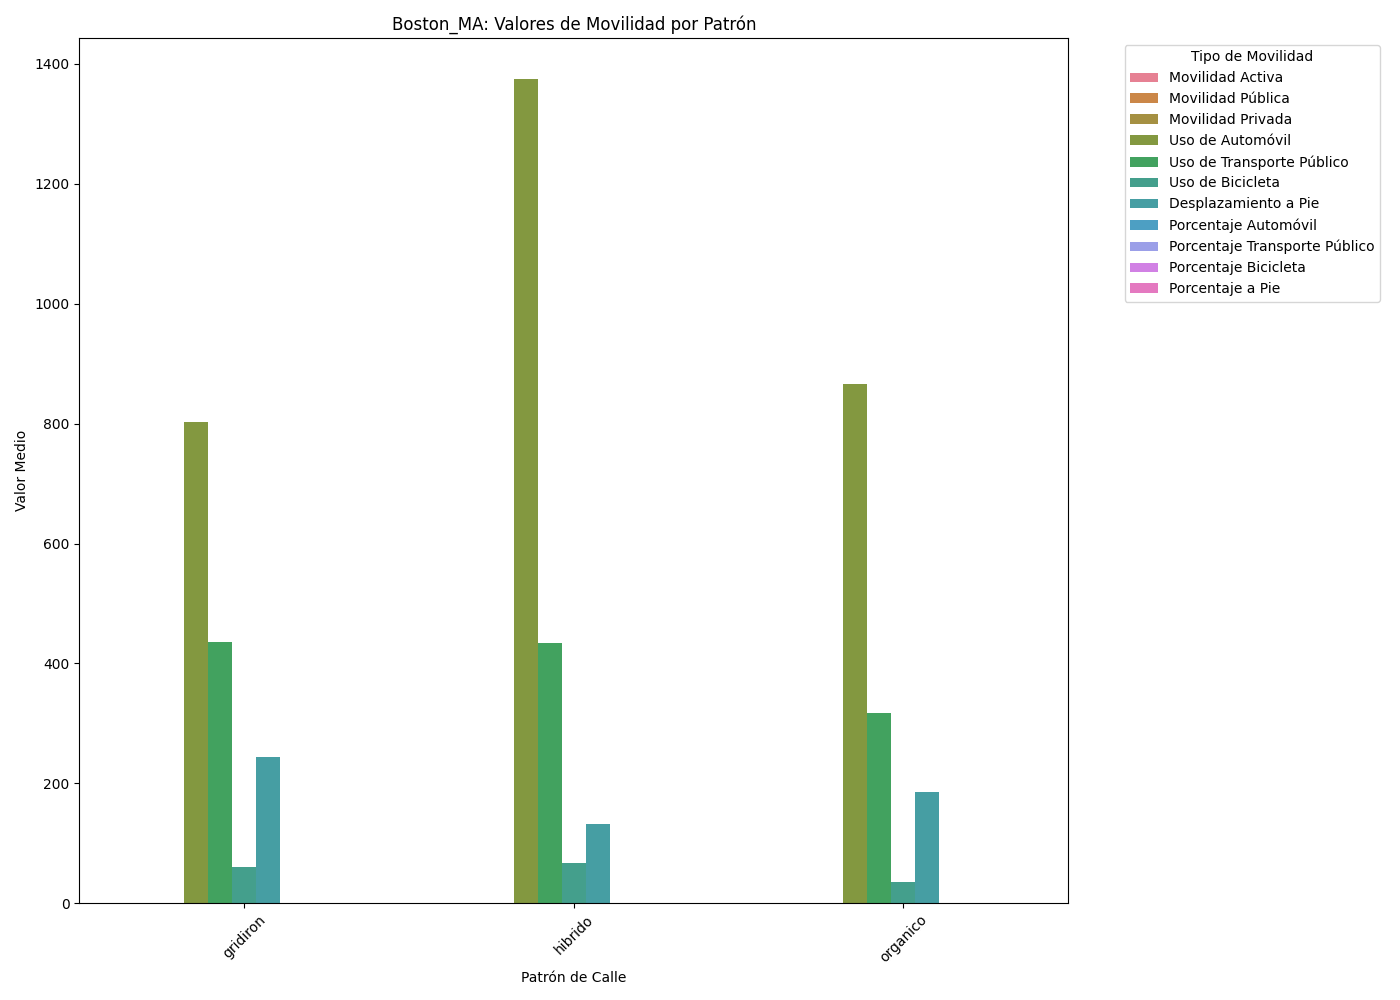 Boston_MA: Valores de Movilidad por Patrón
Tipo de Movilidad
Movilidad Activa
Movilidad Pública
Movilidad Privada
Uso de Automóvil
Uso de Transporte Público
Uso de Bicicleta
Desplazamiento a Pie
Porcentaje Automóvil
Porcentaje Transporte Público
Porcentaje Bicicleta
Porcentaje a Pie
Valor Medio
1400
1200
1000
800
600
400
200
0
gridiron
hibrido
organico
Patrón de Calle